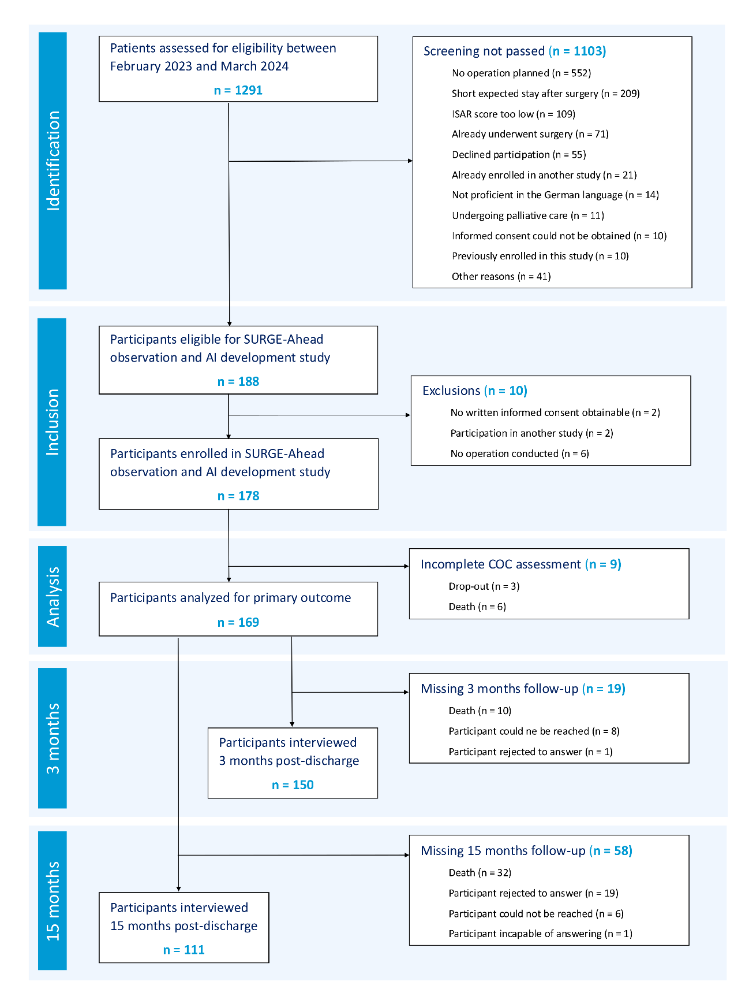 Identification
Patients assessed for eligibility between
February 2023 and March 2024
n = 1291
Screening not passed (n = 1103)
No operation planned (n = 552)
Short expected stay after surgery (n = 209)
ISAR score too low (n = 109)
Already underwent surgery (n = 71)
Declined participation (n = 55)
Already enrolled in another study (n = 21)
Not proficient in the German language (n = 14)
Undergoing palliative care (n = 11)
Informed consent could not be obtained (n = 10)
Previously enrolled in this study (n = 10)
Other reasons (n = 41)
Inclusion
Participants eligible for SURGE-Ahead
observation and AI development study
n = 188
Exclusions (n = 10)
No written informed consent obtainable (n = 2)
Participation in another study (n = 2)
No operation conducted (n = 6)
Participants enrolled in SURGE-Ahead
observation and AI development study
n = 178
Analysis
Incomplete COC assessment (n = 9)
Drop-out (n = 3)
Death (n = 6)
Participants analyzed for primary outcome
n = 169
3 months
Missing 3 months follow-up (n = 19)
Death (n = 10)
Participant could ne be reached (n = 8)
Participant rejected to answer (n = 1)
Participants interviewed
3 months post-discharge
n = 150
15 months
Missing 15 months follow-up (n = 58)
Death (n = 32)
Participant rejected to answer (n = 19)
Participant could not be reached (n = 6)
Participant incapable of answering (n = 1)
Participants interviewed
15 months post-discharge
n = 111